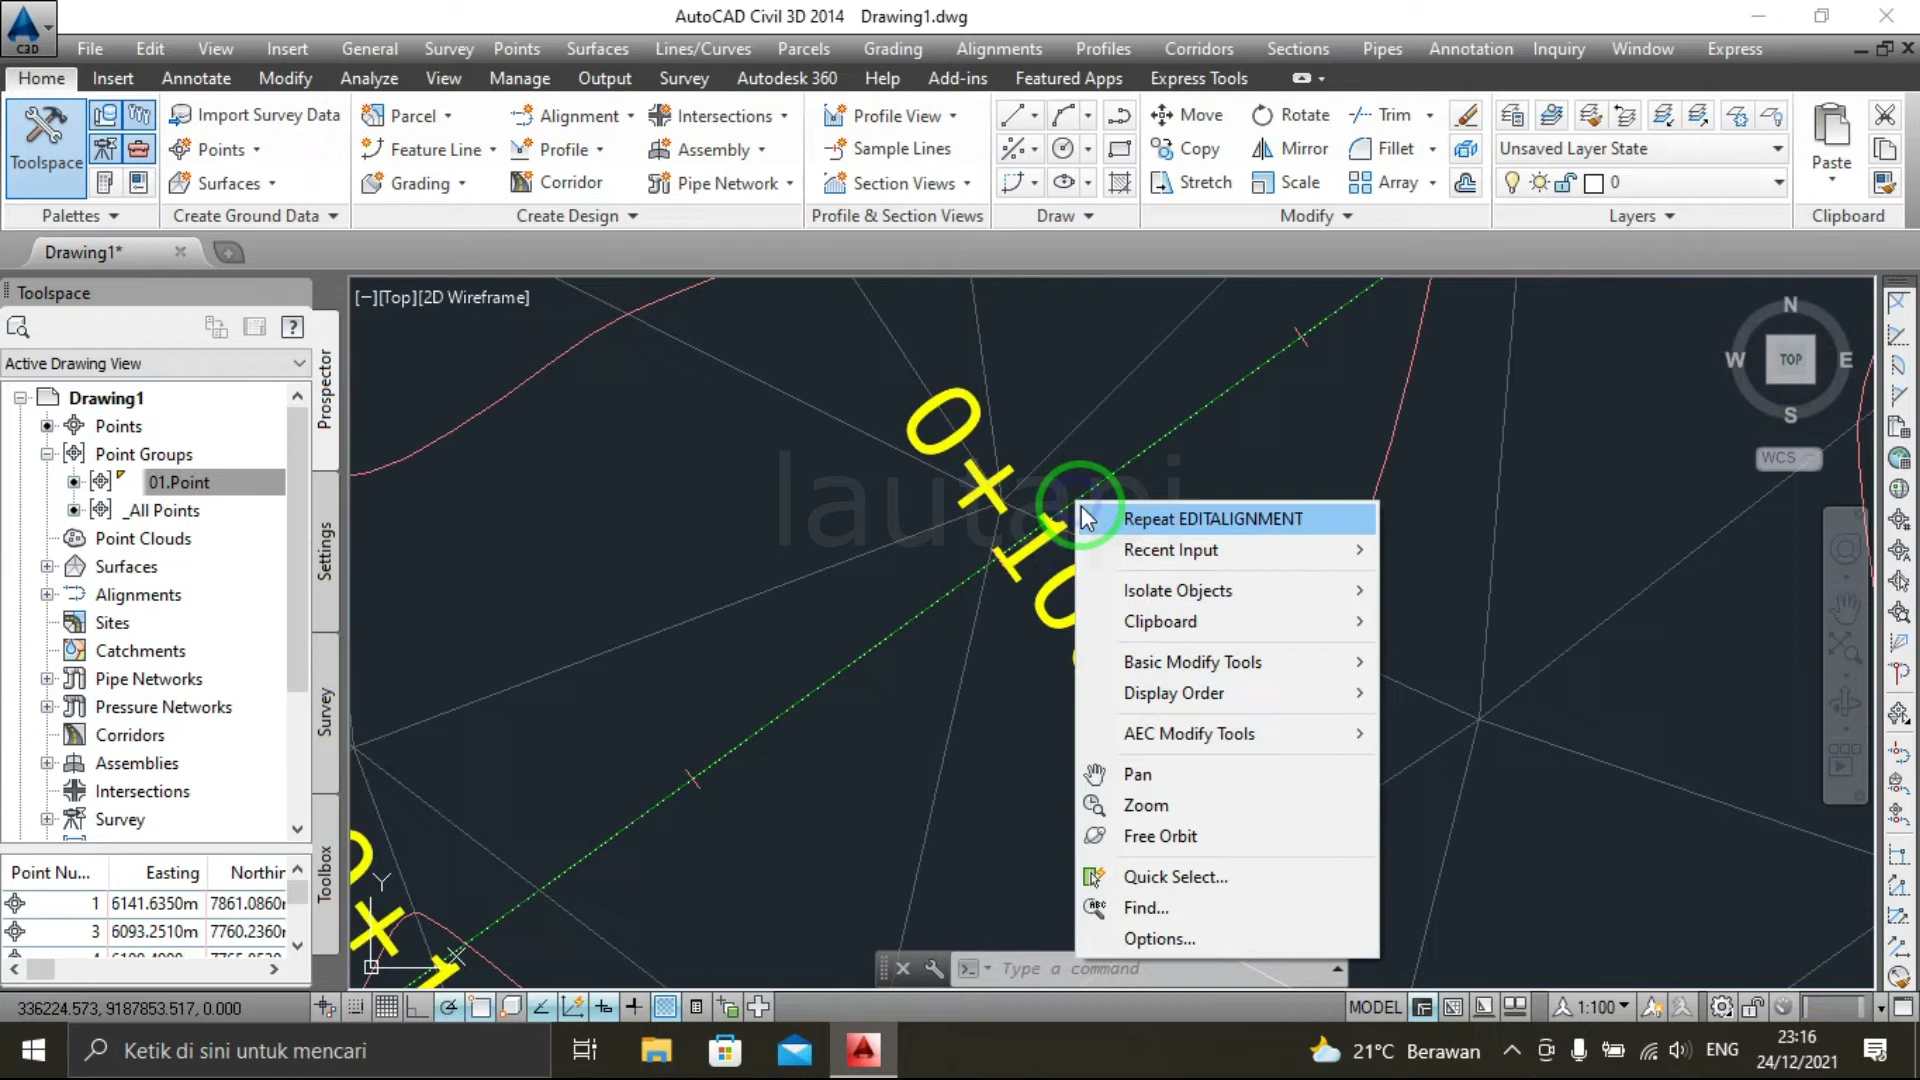 AutoCAD Civil 3D 2014 Drawing1.dwg
C3D
File Edit View Insert General Survey Points Surfaces Lines/Curves Parcels Grading Alignments Profiles Corridors Sections Pipes Annotation Inquiry Window Express
Home Insert Annotate Modify Analyze View Manage Output Survey Autodesk 360 Help Add-ins Featured Apps Express Tools
Import Survey Data Parcel Alignment Intersections Profile View Move Rotate Trim
Toolspace Points Feature Line Profile Assembly Sample Lines Copy Mirror Fillet Unsaved Layer State Paste
Surfaces Grading Corridor Pipe Network Section Views Stretch Scale Array 0
Palettes Create Ground Data Create Design Profile & Section Views Draw Modify Layers Clipboard
Drawing1*
Toolspace
[−][Top][2D Wireframe]
Active Drawing View
Drawing1
Points
Point Groups
01.Point
_All Points
Point Clouds
Surfaces
Alignments
Sites
Catchments
Pipe Networks
Pressure Networks
Corridors
Assemblies
Intersections
Survey
Prospector
Settings
Survey
Toolbox
Point Nu... Easting Northin
1 6141.6350m 7861.0860m
3 6093.2510m 7760.2360m
N
W TOP E
S
WCS
0+10
0+1
Y
Repeat EDITALIGNMENT
Recent Input
Isolate Objects
Clipboard
Basic Modify Tools
Display Order
AEC Modify Tools
Pan
Zoom
Free Orbit
Quick Select...
Find...
Options...
Type a command
336224.573, 9187853.517, 0.000
MODEL 1:100
Ketik di sini untuk mencari
21°C Berawan
ENG
23:16
24/12/2021